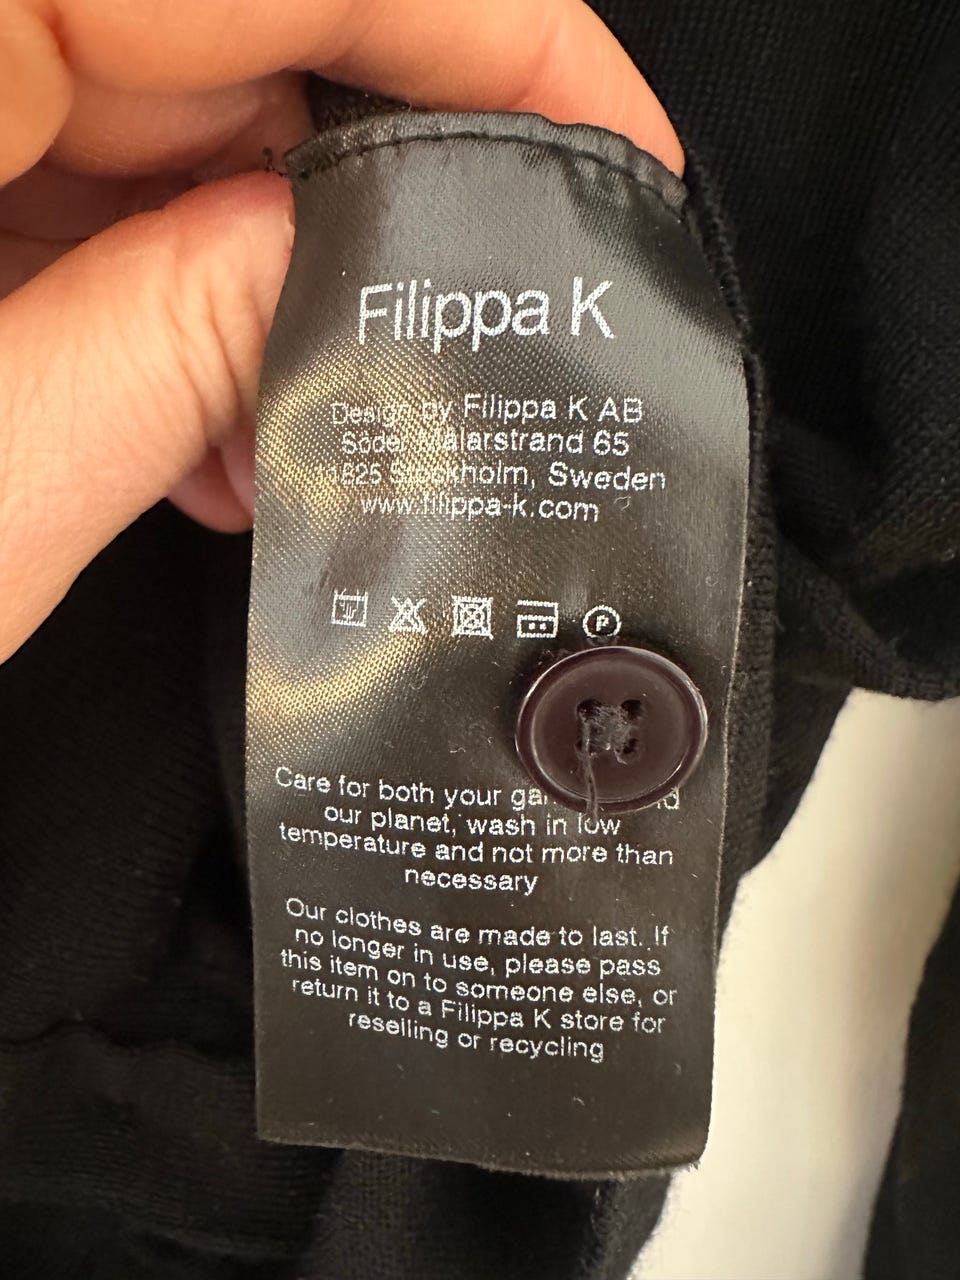 Filippa K
Design by Filippa K AB
Söder Mälarstrand 65
11825 Stockholm, Sweden
www.filippa-k.com
P
Care for both your
our planet, wash in low
temperature and not more than
necessary
Our clothes are made to last. If
no longer in use, please pass
this item on to someone else, or
return it to a Filippa K store for
reselling or recycling